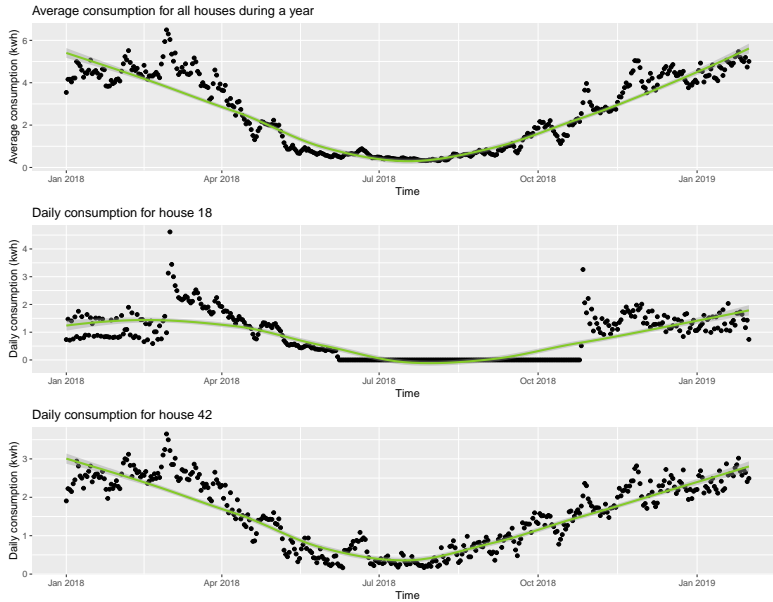 Average consumption for all houses during a year
Average consumption (kwh)
6
4
2
0
Jan 2018 Apr 2018 Jul 2018 Oct 2018 Jan 2019
Time
Daily consumption for house 18
Daily consumption (kwh)
4
3
2
1
0
Jan 2018 Apr 2018 Jul 2018 Oct 2018 Jan 2019
Time
Daily consumption for house 42
Daily consumption (kwh)
3
2
1
0
Jan 2018 Apr 2018 Jul 2018 Oct 2018 Jan 2019
Time